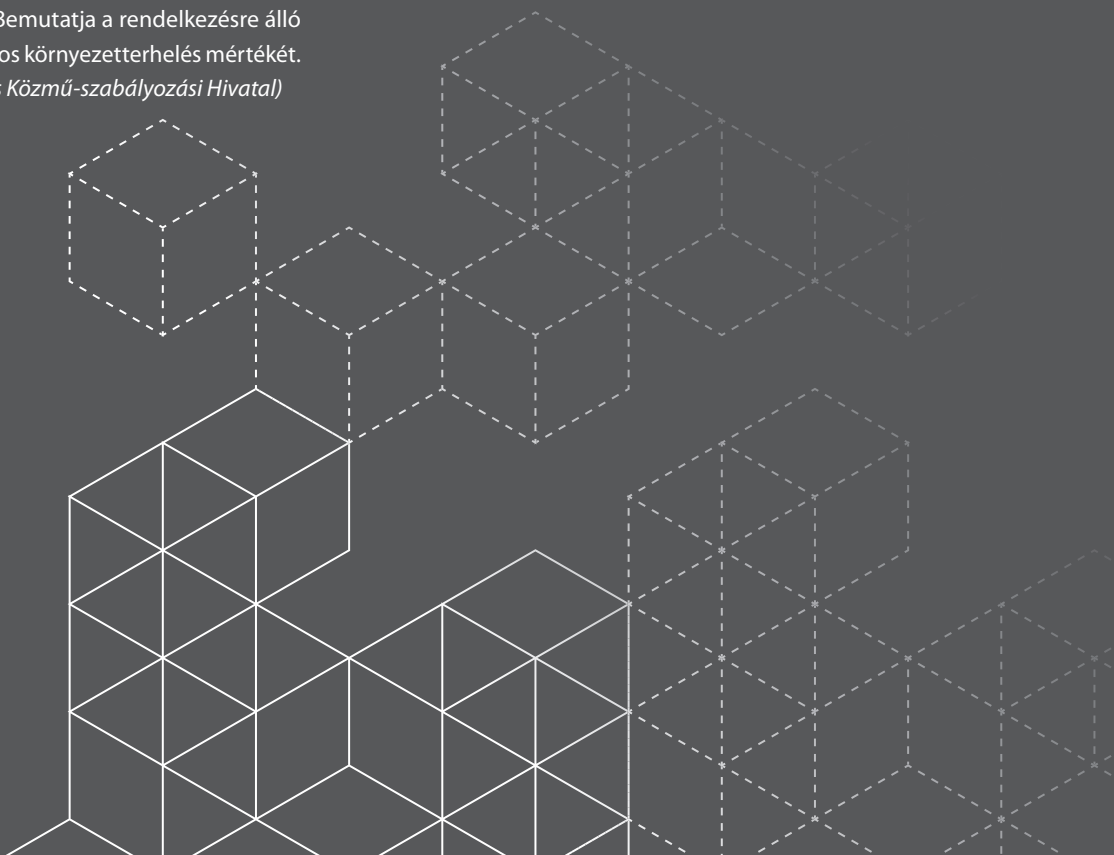 Bemutatja a rendelkezésre álló
os környezetterhelés mértékét.
s Közmű-szabályozási Hivatal)